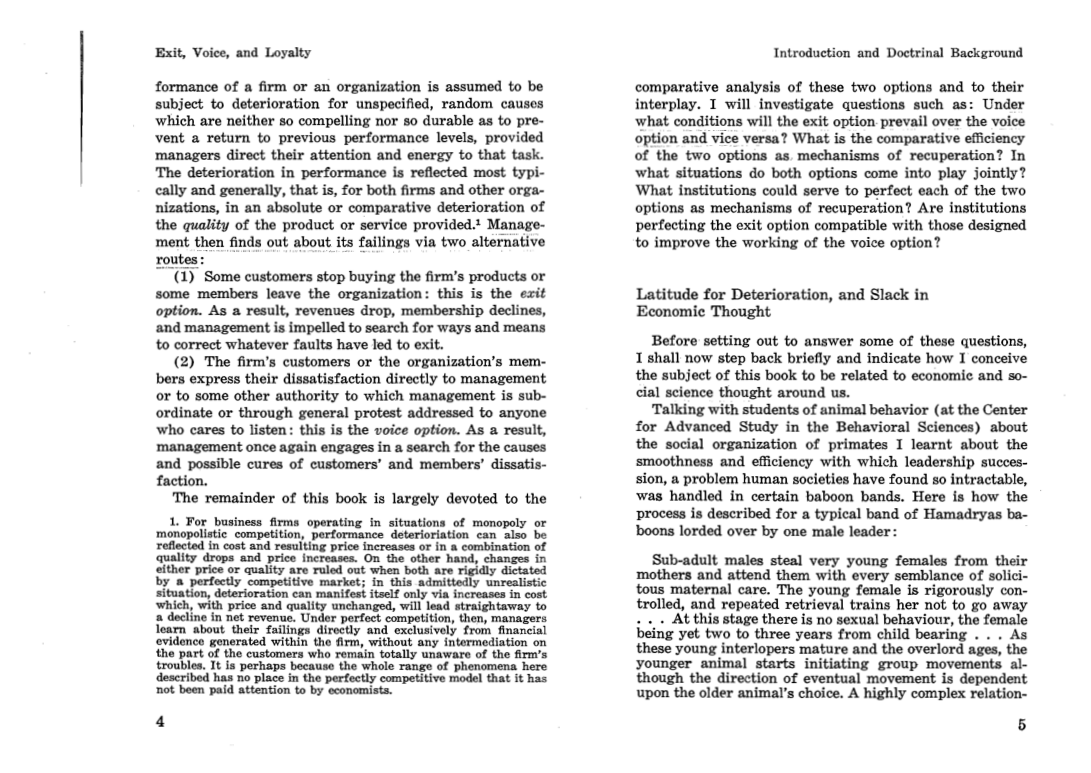 Exit, Voice, and Loyalty
formance of a firm or an organization is assumed to be
subject to deterioration for unspecified, random causes
which are neither so compelling nor so durable as to pre-
vent a return to previous performance levels, provided
managers direct their attention and energy to that task.
The deterioration in performance is reflected most typi-
cally and generally, that is, for both firms and other orga-
nizations, in an absolute or comparative deterioration of
the quality of the product or service provided.¹ Manage-
ment then finds out about its failings via two alternative
routes:
(1) Some customers stop buying the firm's products or
some members leave the organization: this is the exit
option. As a result, revenues drop, membership declines,
and management is impelled to search for ways and means
to correct whatever faults have led to exit.
(2) The firm's customers or the organization's mem-
bers express their dissatisfaction directly to management
or to some other authority to which management is sub-
ordinate or through general protest addressed to anyone
who cares to listen: this is the voice option. As a result,
management once again engages in a search for the causes
and possible cures of customers' and members' dissatis-
faction.
The remainder of this book is largely devoted to the
1. For business firms operating in situations of monopoly or
monopolistic competition, performance deterioriation can also be
reflected in cost and resulting price increases or in a combination of
quality drops and price increases. On the other hand, changes in
either price or quality are ruled out when both are rigidly dictated
by a perfectly competitive market; in this admittedly unrealistic
situation, deterioration can manifest itself only via increases in cost
which, with price and quality unchanged, will lead straightaway to
a decline in net revenue. Under perfect competition, then, managers
learn about their failings directly and exclusively from financial
evidence generated within the firm, without any intermediation on
the part of the customers who remain totally unaware of the firm's
troubles. It is perhaps because the whole range of phenomena here
described has no place in the perfectly competitive model that it has
not been paid attention to by economists.
4
Introduction and Doctrinal Background
comparative analysis of these two options and to their
interplay. I will investigate questions such as: Under
what conditions will the exit option prevail over the voice
option and vice versa? What is the comparative efficiency
of the two options as mechanisms of recuperation? In
what situations do both options come into play jointly?
What institutions could serve to perfect each of the two
options as mechanisms of recuperation? Are institutions
perfecting the exit option compatible with those designed
to improve the working of the voice option?
Latitude for Deterioration, and Slack in
Economic Thought
Before setting out to answer some of these questions,
I shall now step back briefly and indicate how I conceive
the subject of this book to be related to economic and so-
cial science thought around us.
Talking with students of animal behavior (at the Center
for Advanced Study in the Behavioral Sciences) about
the social organization of primates I learnt about the
smoothness and efficiency with which leadership succes-
sion, a problem human societies have found so intractable,
was handled in certain baboon bands. Here is how the
process is described for a typical band of Hamadryas ba-
boons lorded over by one male leader:
Sub-adult males steal very young females from their
mothers and attend them with every semblance of solici-
tous maternal care. The young female is rigorously con-
trolled, and repeated retrieval trains her not to go away
. . . At this stage there is no sexual behaviour, the female
being yet two to three years from child bearing . . . As
these young interlopers mature and the overlord ages, the
younger animal starts initiating group movements al-
though the direction of eventual movement is dependent
upon the older animal's choice. A highly complex relation-
5